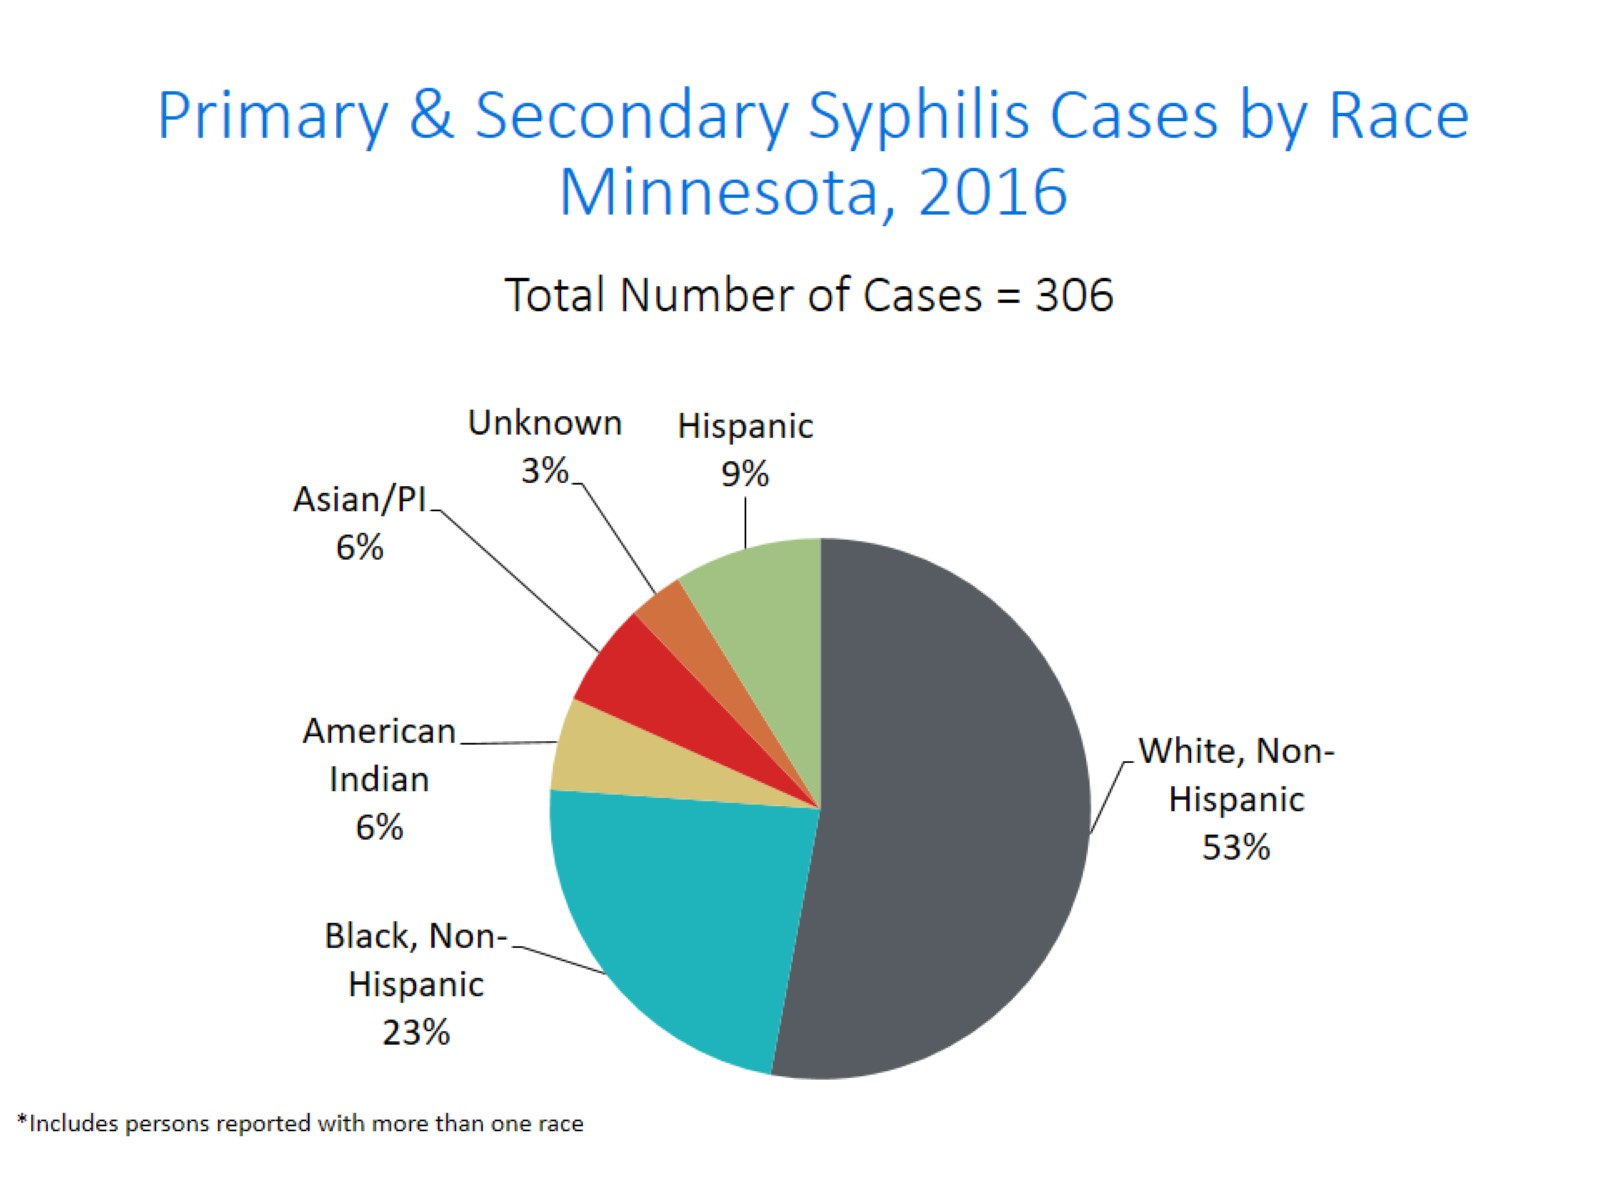 Primary & Secondary Syphilis Cases by Race
Minnesota, 2016
Total Number of Cases = 306
Unknown
3%
Hispanic
9%
Asian/PI
6%
American
Indian
6%
White, Non-
Hispanic
53%
Black, Non-
Hispanic
23%
*Includes persons reported with more than one race